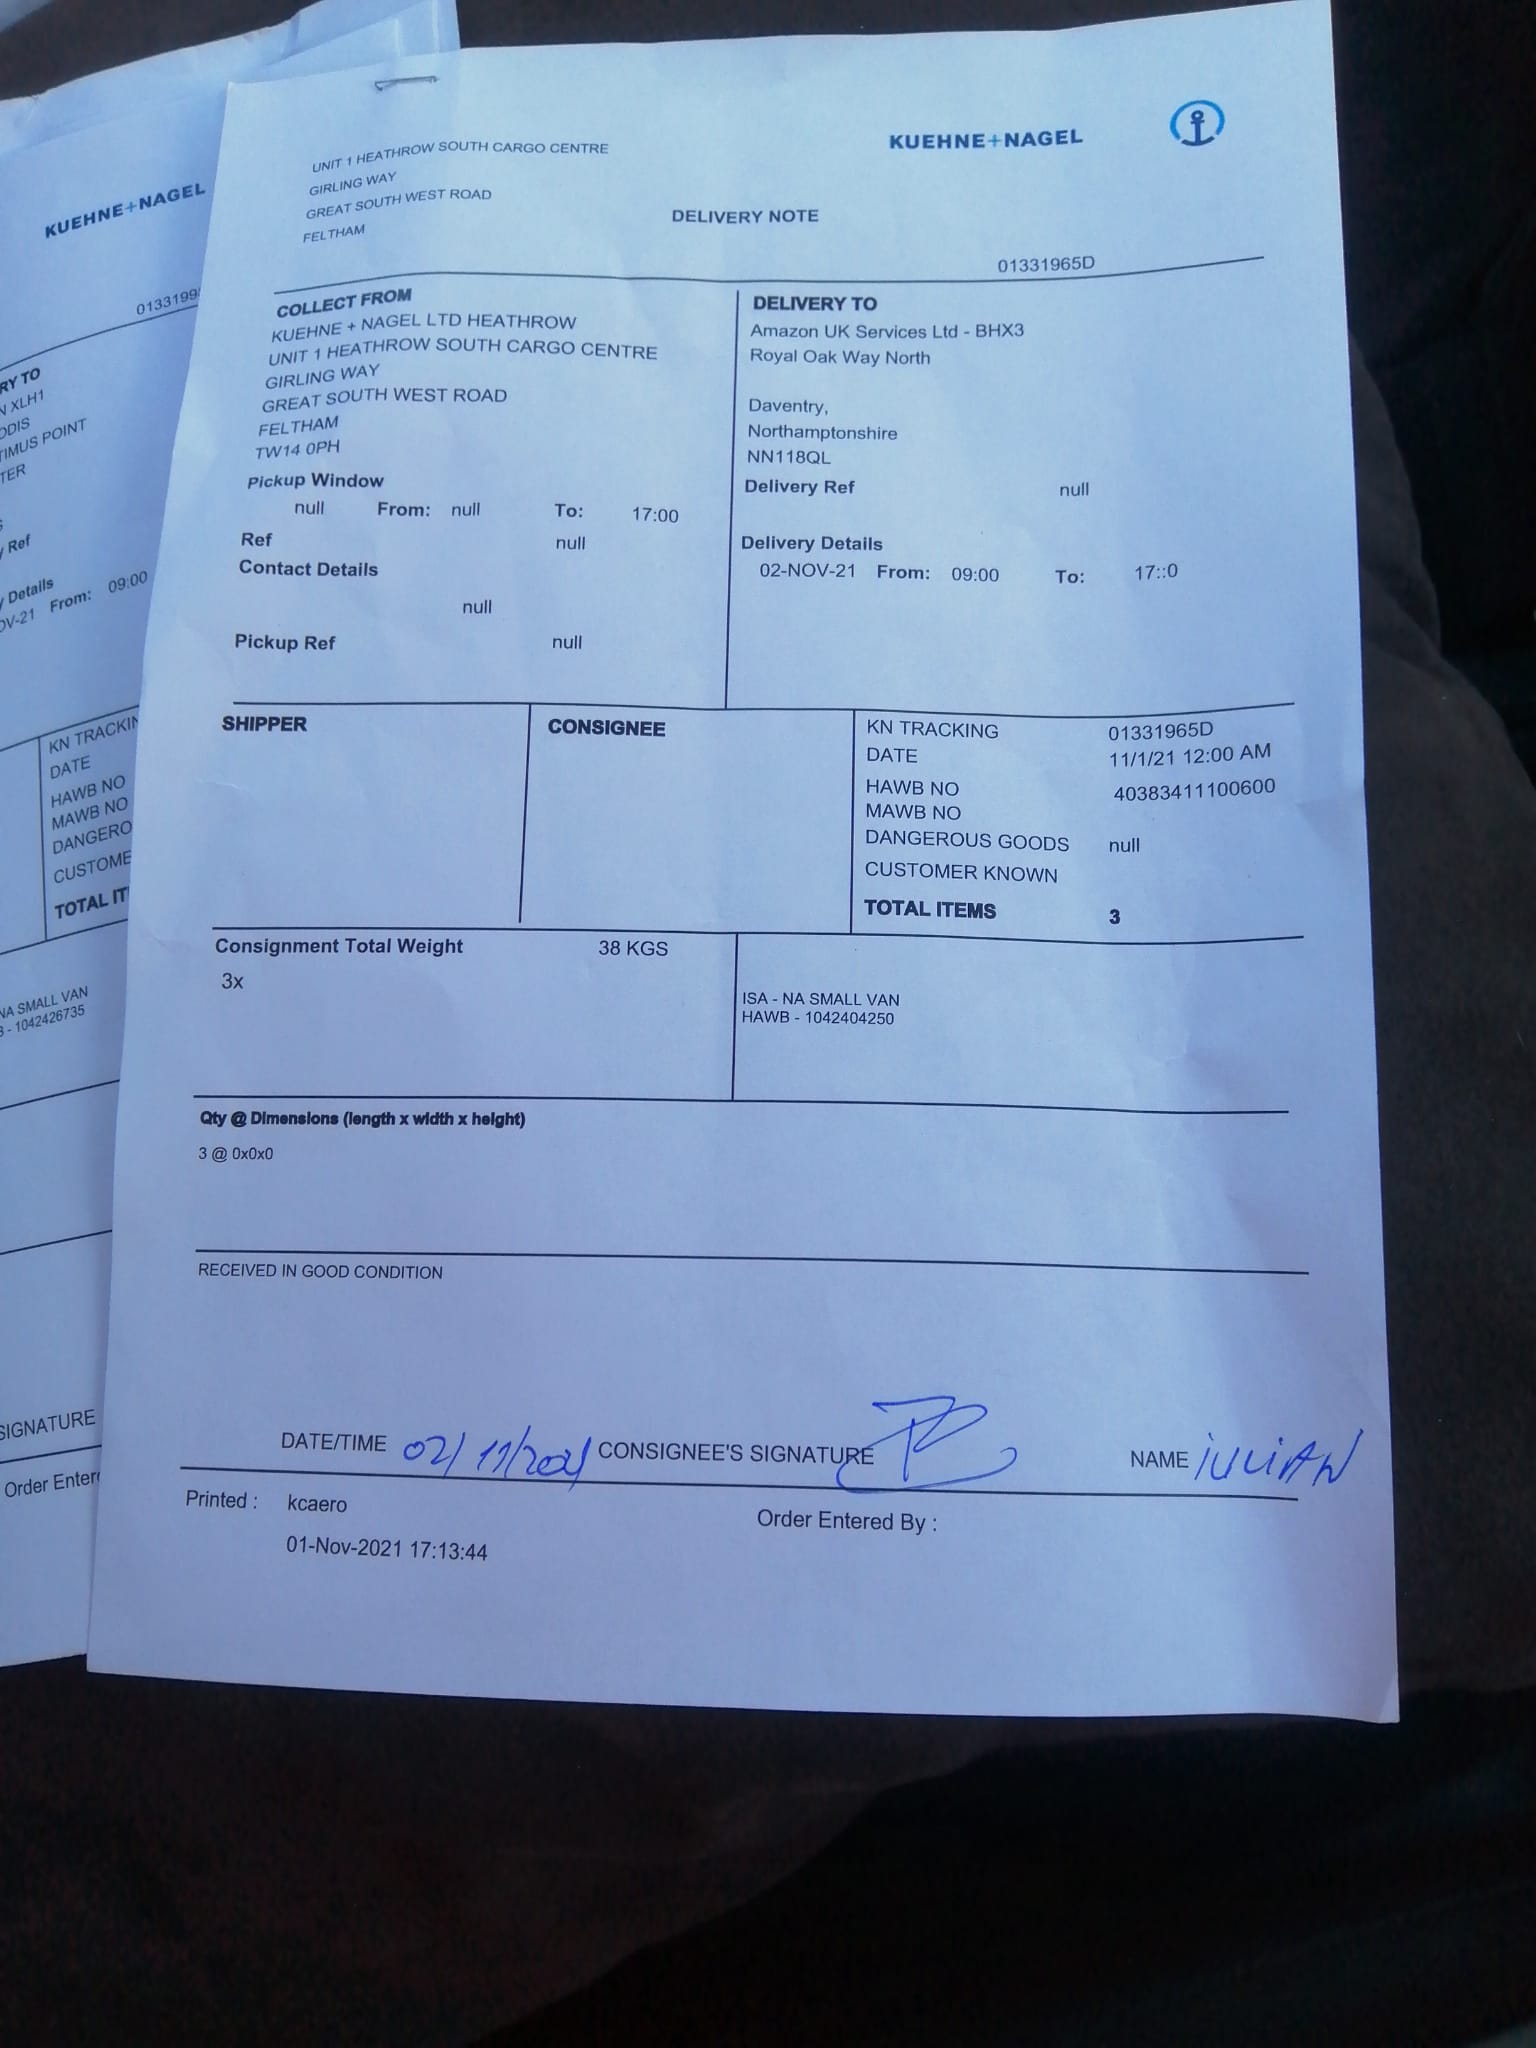 KUEHNE+NAGEL
RY TO
N XLH1
ODIS
TIMUS POINT
TER
y Ref
y Details
OV-21 From: 09:00
KN TRACKIN
DATE
HAWB NO
MAWB NO
DANGERO
CUSTOME
TOTAL IT
NA SMALL VAN
B - 1042426735
SIGNATURE
Order Enter
UNIT 1 HEATHROW SOUTH CARGO CENTRE
GIRLING WAY
GREAT SOUTH WEST ROAD
FELTHAM
KUEHNE+NAGEL
DELIVERY NOTE
01331965D
COLLECT FROM
KUEHNE + NAGEL LTD HEATHROW
UNIT 1 HEATHROW SOUTH CARGO CENTRE
GIRLING WAY
GREAT SOUTH WEST ROAD
FELTHAM
TW14 0PH
Pickup Window
null From: null To: 17:00
Ref null
Contact Details
null
Pickup Ref null
DELIVERY TO
Amazon UK Services Ltd - BHX3
Royal Oak Way North
Daventry,
Northamptonshire
NN118QL
Delivery Ref null
Delivery Details
02-NOV-21 From: 09:00 To: 17::0
SHIPPER
CONSIGNEE
KN TRACKING 01331965D
DATE 11/1/21 12:00 AM
HAWB NO 40383411100600
MAWB NO
DANGEROUS GOODS null
CUSTOMER KNOWN
TOTAL ITEMS 3
Consignment Total Weight 38 KGS
3x
ISA - NA SMALL VAN
HAWB - 1042404250
Qty @ Dimensions (length x width x height)
3 @ 0x0x0
RECEIVED IN GOOD CONDITION
DATE/TIME 02/11/2021 CONSIGNEE'S SIGNATURE NAME iULiAN
Printed : kcaero
Order Entered By :
01-Nov-2021 17:13:44